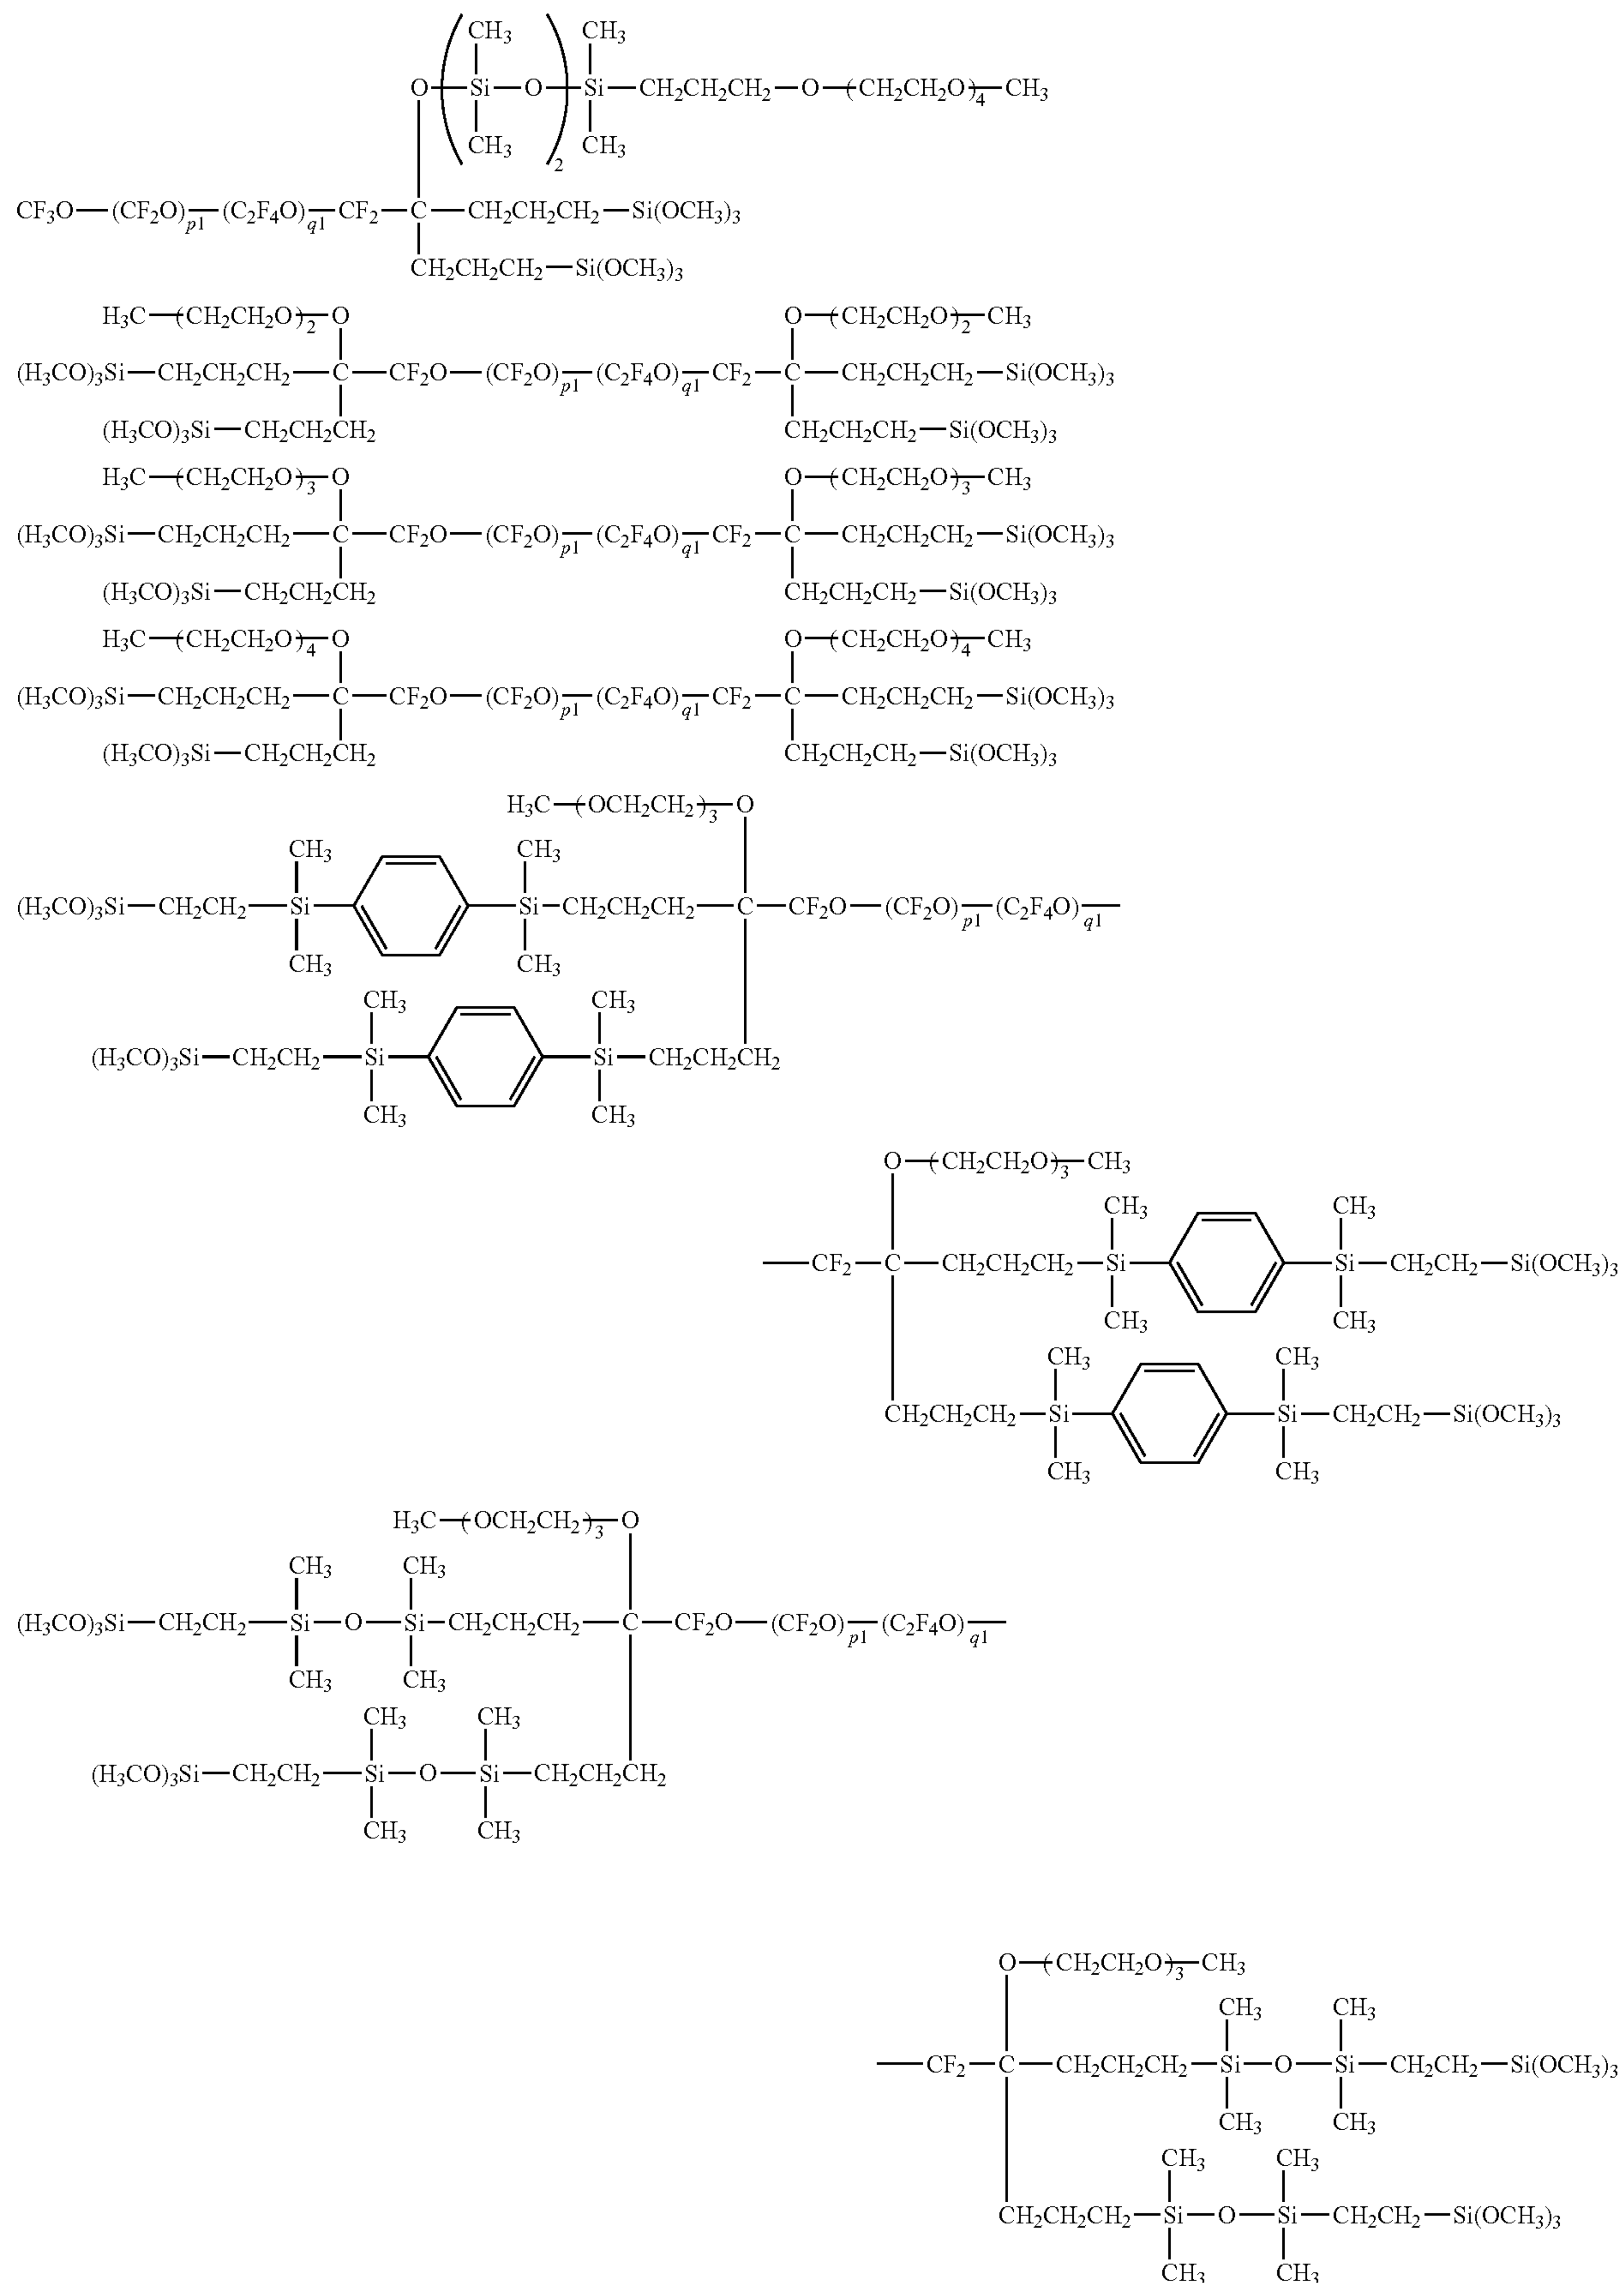 CH₃ CH₃
O—(Si—O—)₂Si—CH₂CH₂CH₂—O—(CH₂CH₂O)₄—CH₃
CH₃ CH₃
CF₃O—(CF₂O)p1—(C₂F₄O)q1—CF₂—C—CH₂CH₂CH₂—Si(OCH₃)₃
CH₂CH₂CH₂—Si(OCH₃)₃
H₃C—(CH₂CH₂O)₂—O O—(CH₂CH₂O)₂—CH₃
(H₃CO)₃Si—CH₂CH₂CH₂—C—CF₂O—(CF₂O)p1—(C₂F₄O)q1—CF₂—C—CH₂CH₂CH₂—Si(OCH₃)₃
(H₃CO)₃Si—CH₂CH₂CH₂ CH₂CH₂CH₂—Si(OCH₃)₃
H₃C—(CH₂CH₂O)₃—O O—(CH₂CH₂O)₃—CH₃
(H₃CO)₃Si—CH₂CH₂CH₂—C—CF₂O—(CF₂O)p1—(C₂F₄O)q1—CF₂—C—CH₂CH₂CH₂—Si(OCH₃)₃
(H₃CO)₃Si—CH₂CH₂CH₂ CH₂CH₂CH₂—Si(OCH₃)₃
H₃C—(CH₂CH₂O)₄—O O—(CH₂CH₂O)₄—CH₃
(H₃CO)₃Si—CH₂CH₂CH₂—C—CF₂O—(CF₂O)p1—(C₂F₄O)q1—CF₂—C—CH₂CH₂CH₂—Si(OCH₃)₃
(H₃CO)₃Si—CH₂CH₂CH₂ CH₂CH₂CH₂—Si(OCH₃)₃
H₃C—(OCH₂CH₂)₃—O
CH₃ CH₃
(H₃CO)₃Si—CH₂CH₂—Si Si—CH₂CH₂CH₂—C—CF₂O—(CF₂O)p1—(C₂F₄O)q1—
CH₃ CH₃
CH₃ CH₃
(H₃CO)₃Si—CH₂CH₂—Si Si—CH₂CH₂CH₂
CH₃ CH₃
O—(CH₂CH₂O)₃—CH₃
CH₃ CH₃
—CF₂—C—CH₂CH₂CH₂—Si Si—CH₂CH₂—Si(OCH₃)₃
CH₃ CH₃
CH₃ CH₃
CH₂CH₂CH₂—Si Si—CH₂CH₂—Si(OCH₃)₃
CH₃ CH₃
H₃C—(OCH₂CH₂)₃—O
CH₃ CH₃
(H₃CO)₃Si—CH₂CH₂—Si—O—Si—CH₂CH₂CH₂—C—CF₂O—(CF₂O)p1—(C₂F₄O)q1—
CH₃ CH₃
CH₃ CH₃
(H₃CO)₃Si—CH₂CH₂—Si—O—Si—CH₂CH₂CH₂
CH₃ CH₃
O—(CH₂CH₂O)₃—CH₃
CH₃ CH₃
—CF₂—C—CH₂CH₂CH₂—Si—O—Si—CH₂CH₂—Si(OCH₃)₃
CH₃ CH₃
CH₃ CH₃
CH₂CH₂CH₂—Si—O—Si—CH₂CH₂—Si(OCH₃)₃
CH₃ CH₃